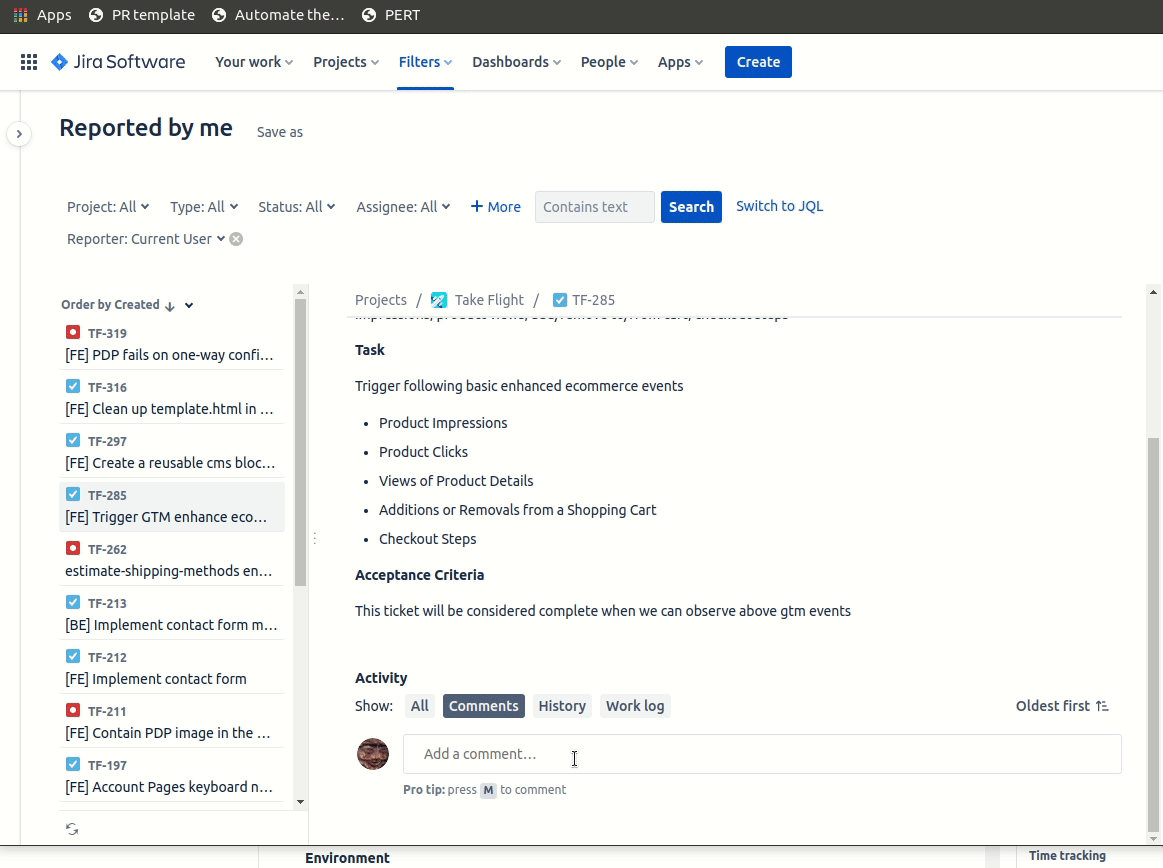 Apps PR template Automate the... PERT
Jira Software Your work Projects Filters Dashboards People Apps Create
Reported by me Save as
Project: All Type: All Status: All Assignee: All + More Contains text Search Switch to JQL
Reporter: Current User
Order by Created
TF-319
[FE] PDP fails on one-way confi...
TF-316
[FE] Clean up template.html in ...
TF-297
[FE] Create a reusable cms bloc...
TF-285
[FE] Trigger GTM enhance eco...
TF-262
estimate-shipping-methods en...
TF-213
[BE] Implement contact form m...
TF-212
[FE] Implement contact form
TF-211
[FE] Contain PDP image in the ...
TF-197
[FE] Account Pages keyboard n...
Projects / Take Flight / TF-285
Task
Trigger following basic enhanced ecommerce events
• Product Impressions
• Product Clicks
• Views of Product Details
• Additions or Removals from a Shopping Cart
• Checkout Steps
Acceptance Criteria
This ticket will be considered complete when we can observe above gtm events
Activity
Show: All Comments History Work log Oldest first
Add a comment…
Pro tip: press M to comment
Environment
Time tracking